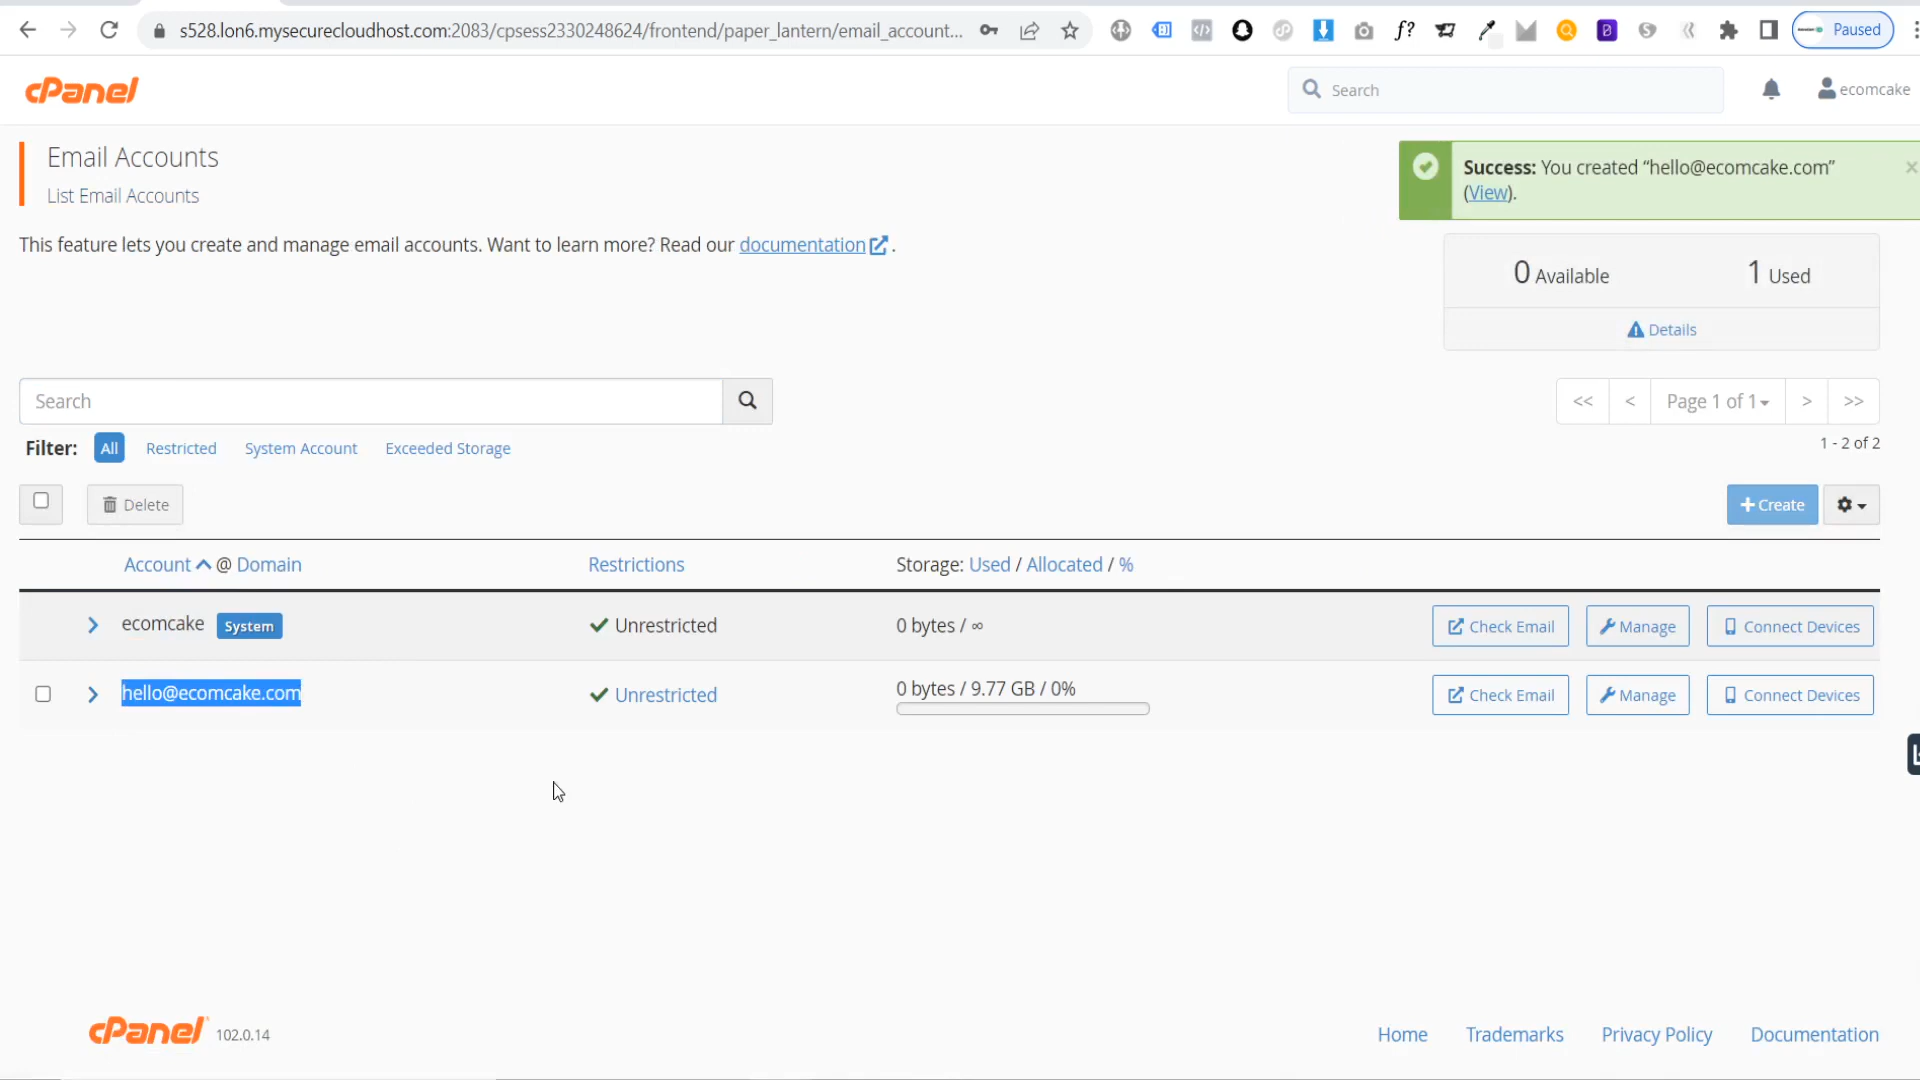 s528.lon6.mysecurecloudhost.com:2083/cpsess2330248624/frontend/paper_lantern/email_account...
Paused
cPanel
Search
ecomcake
Email Accounts
List Email Accounts
Success: You created “hello@ecomcake.com”
(View).
This feature lets you create and manage email accounts. Want to learn more? Read our documentation .
0 Available 1 Used
Details
Search
<< < Page 1 of 1 > >>
Filter: All Restricted System Account Exceeded Storage
1 - 2 of 2
Delete
+ Create
Account @ Domain Restrictions Storage: Used / Allocated / %
ecomcake System Unrestricted 0 bytes / ∞ Check Email Manage Connect Devices
hello@ecomcake.com Unrestricted 0 bytes / 9.77 GB / 0% Check Email Manage Connect Devices
cPanel 102.0.14
Home Trademarks Privacy Policy Documentation